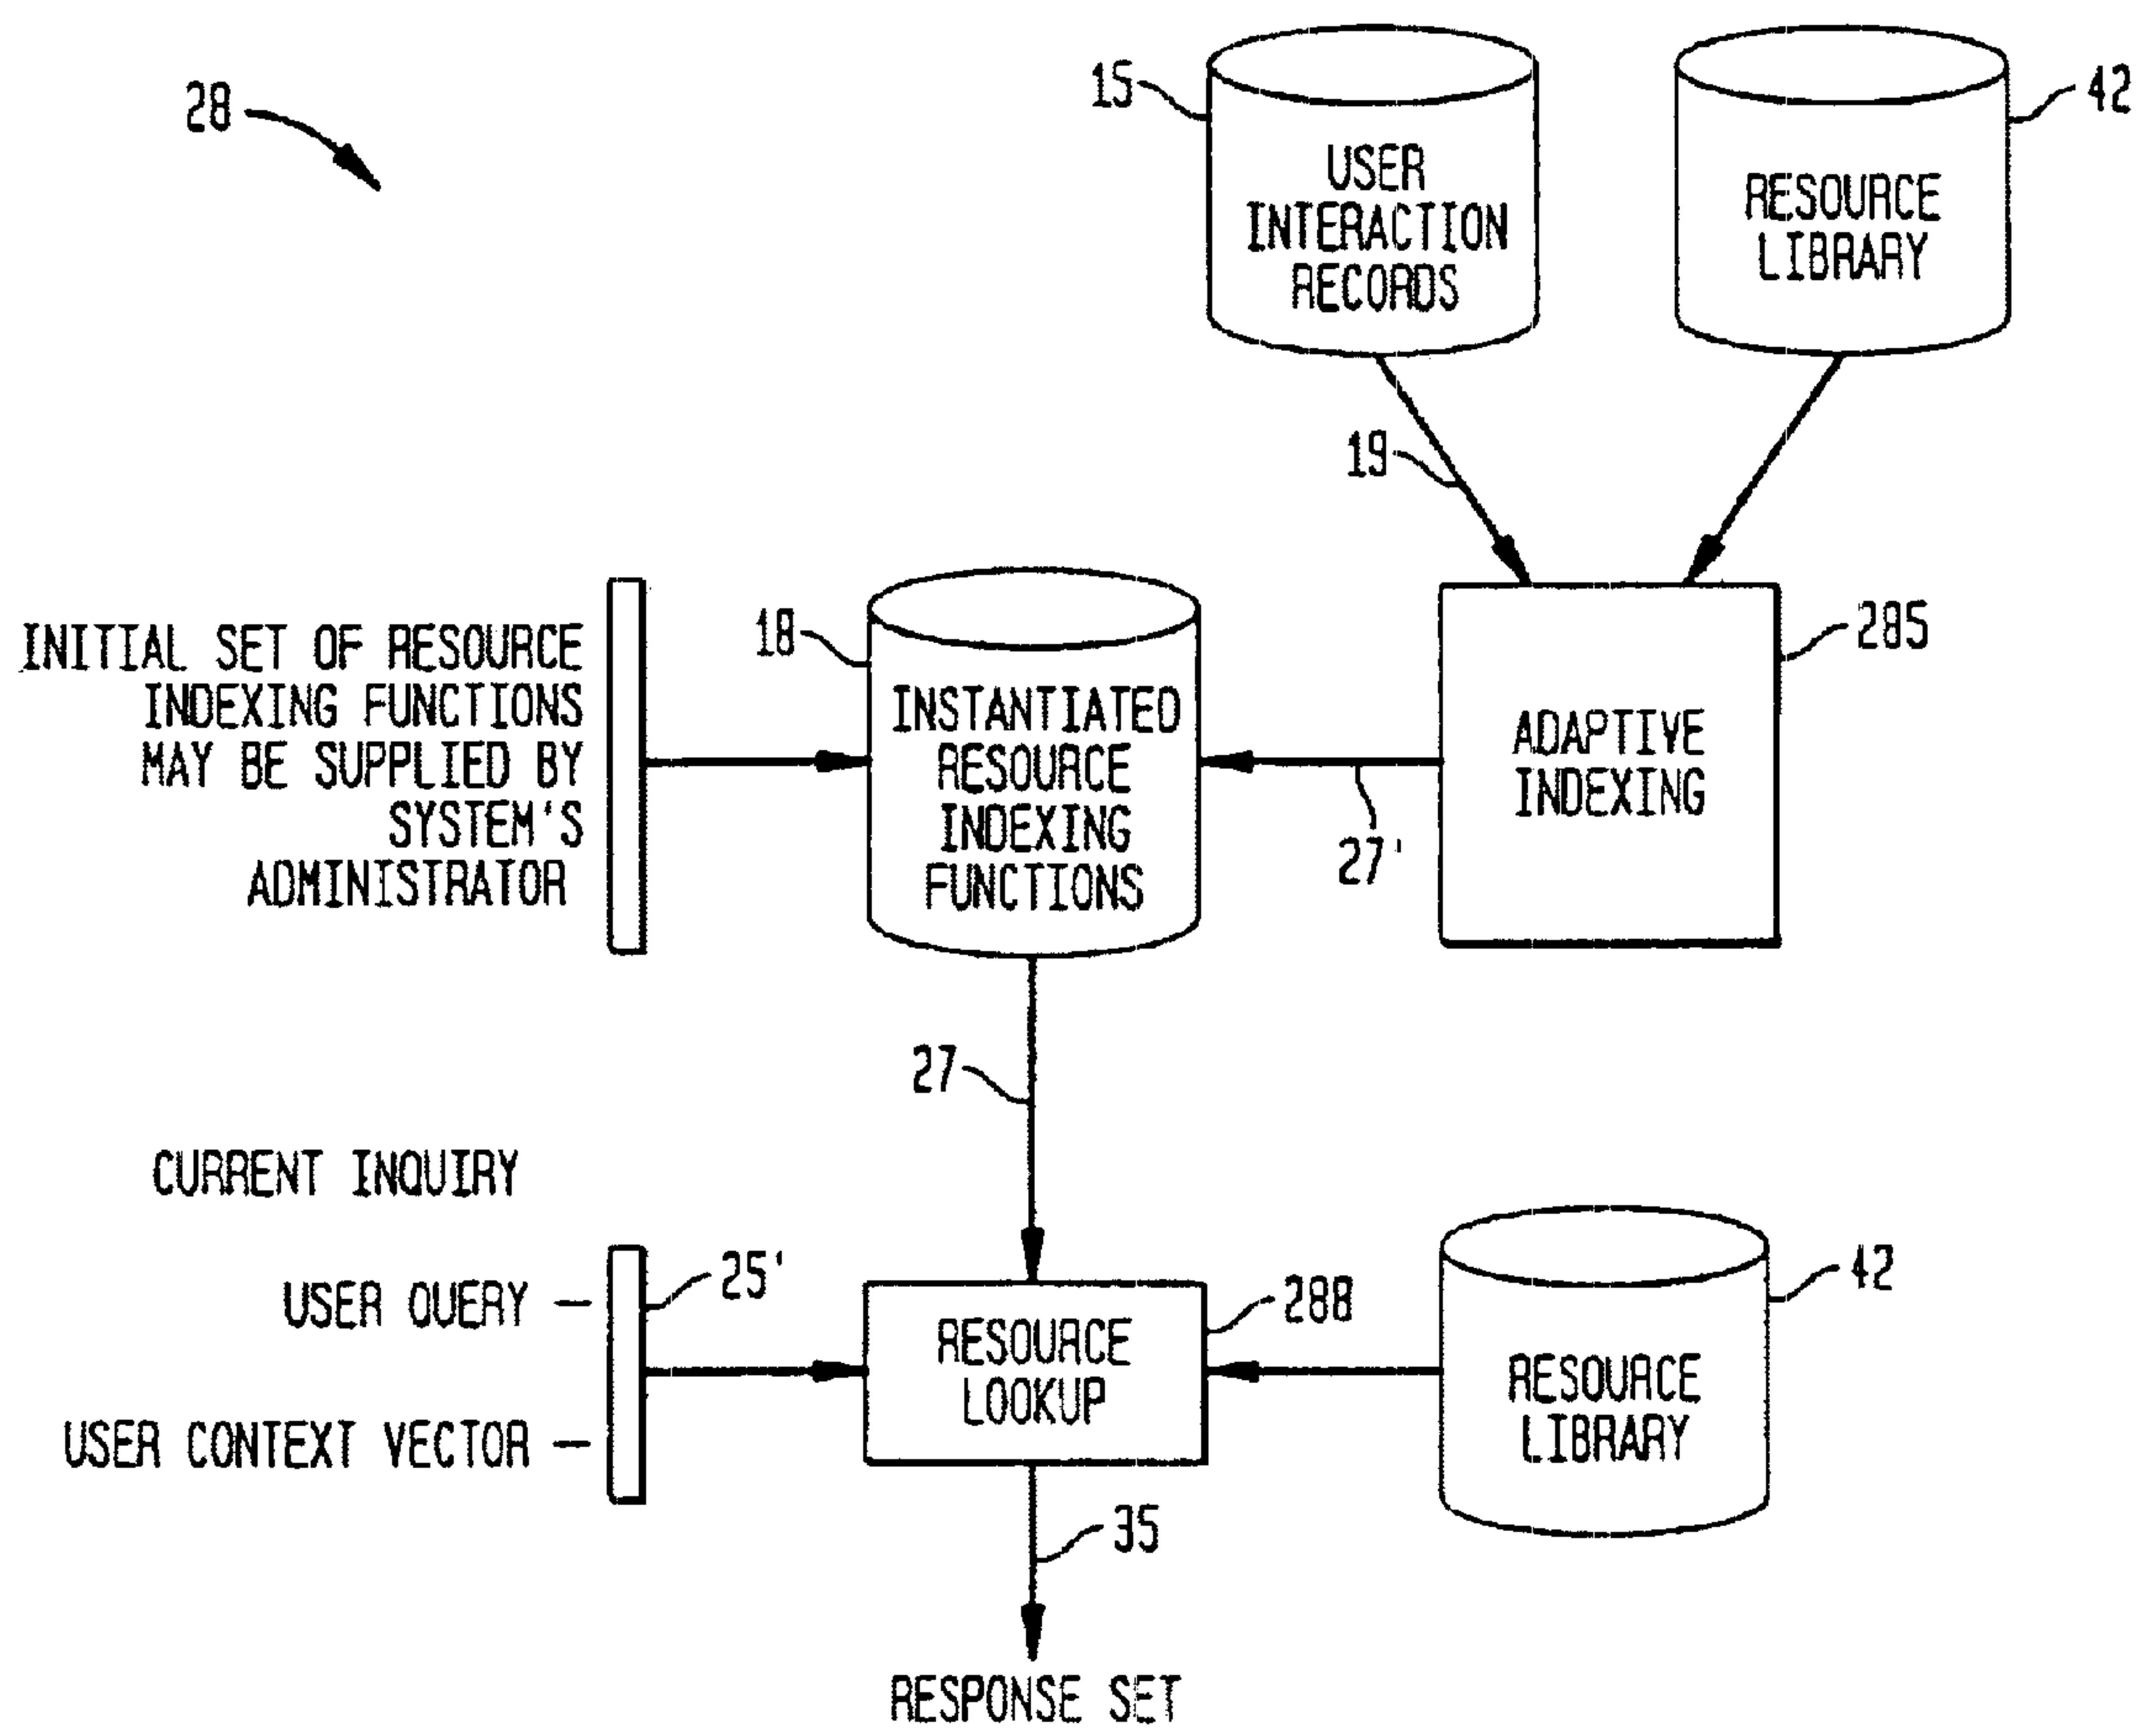 28
15
USER
INTERACTION
RECORDS
RESOURCE
LIBRARY
42
19
INITIAL SET OF RESOURCE
INDEXING FUNCTIONS
MAY BE SUPPLIED BY
SYSTEM'S
ADMINISTRATOR
18
INSTANTIATED
RESOURCE
INDEXING
FUNCTIONS
27'
ADAPTIVE
INDEXING
285
27
CURRENT INQUIRY
USER QUERY –
USER CONTEXT VECTOR –
25'
RESOURCE
LOOKUP
288
RESOURCE
LIBRARY
42
35
RESPONSE SET